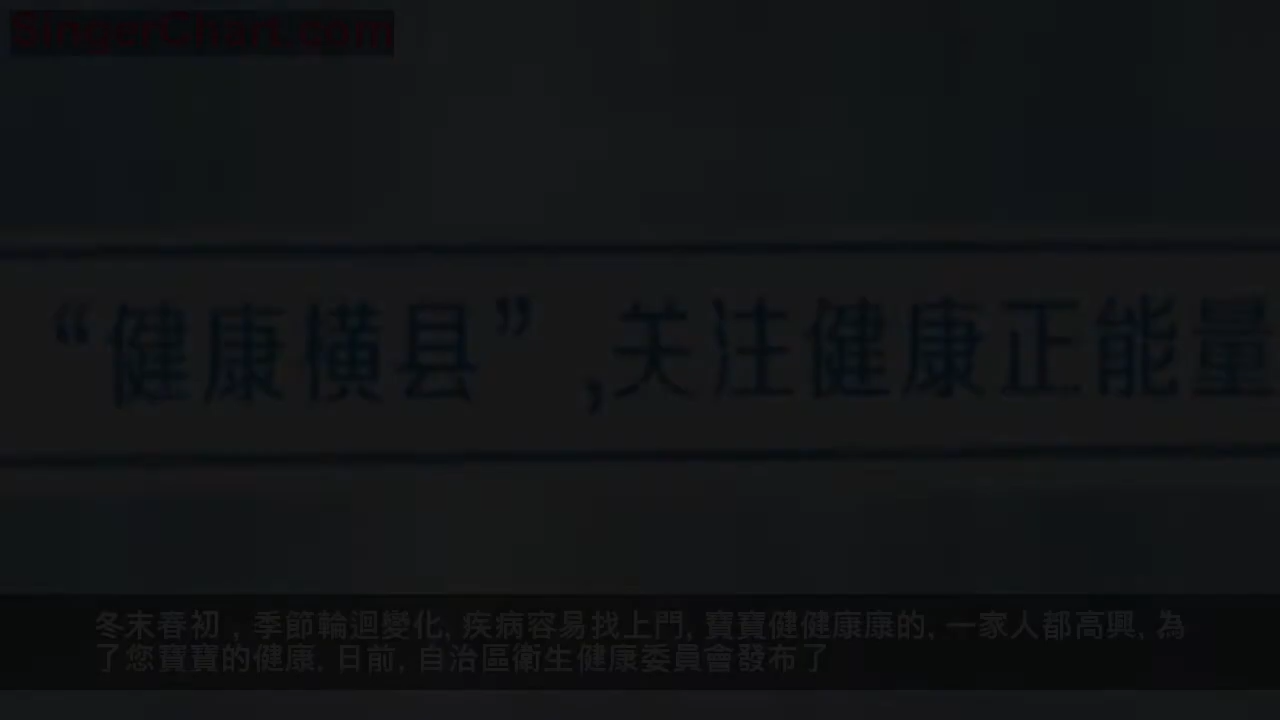 SingerChart.com
“健康横县”,关注健康正能量
冬末春初，季節輪迴變化, 疾病容易找上門, 寶寶健健康康的, 一家人都高興, 為
了您寶寶的健康, 日前, 自治區衛生健康委員會發布了